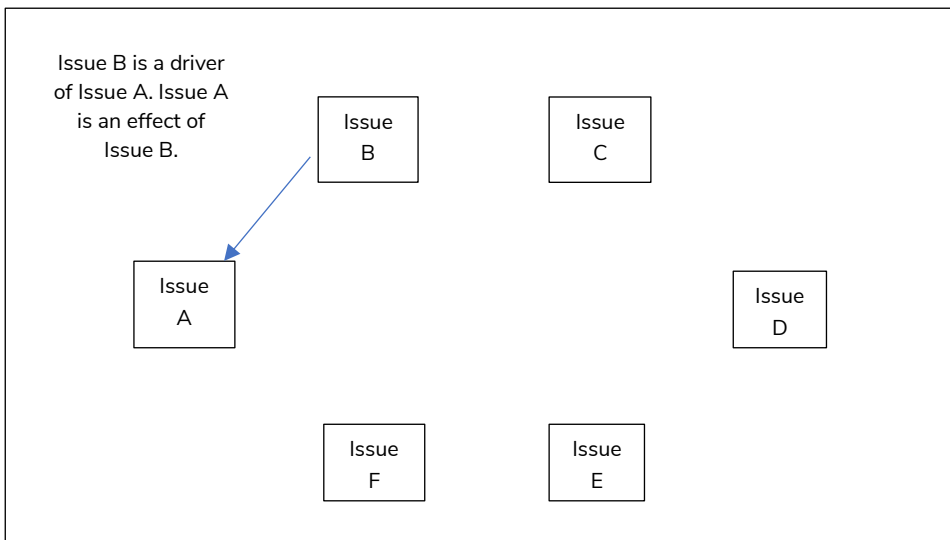 Issue B is a driver
of Issue A. Issue A
is an effect of
Issue B.
Issue
B
Issue
C
Issue
A
Issue
D
Issue
F
Issue
E